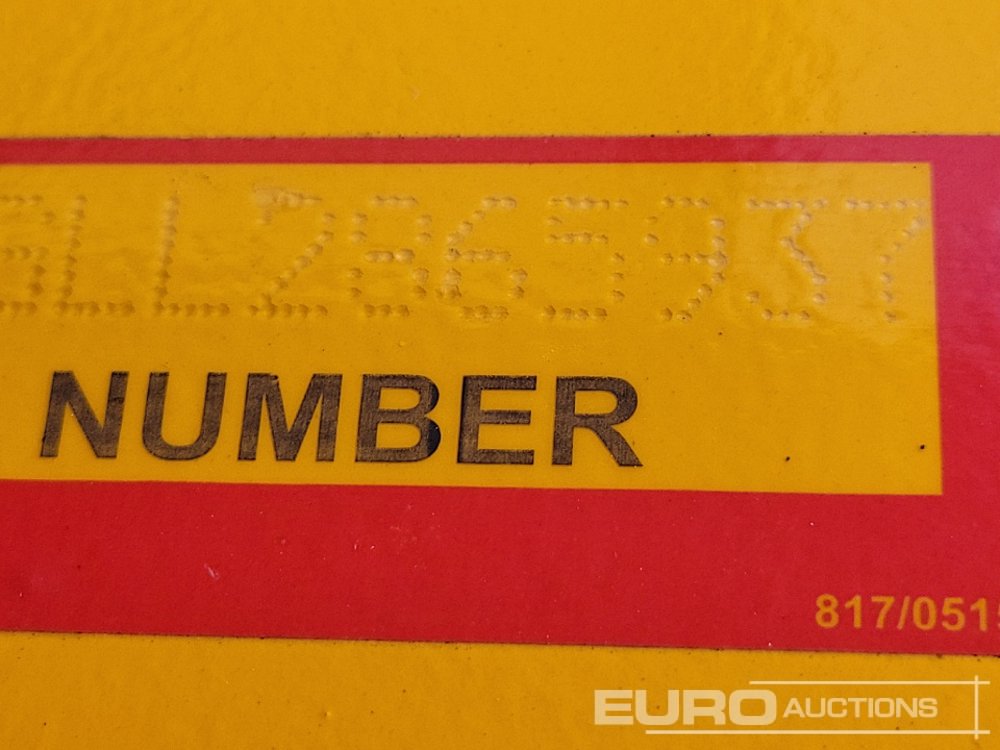 LL2865937
NUMBER
817/051
EURO AUCTIONS